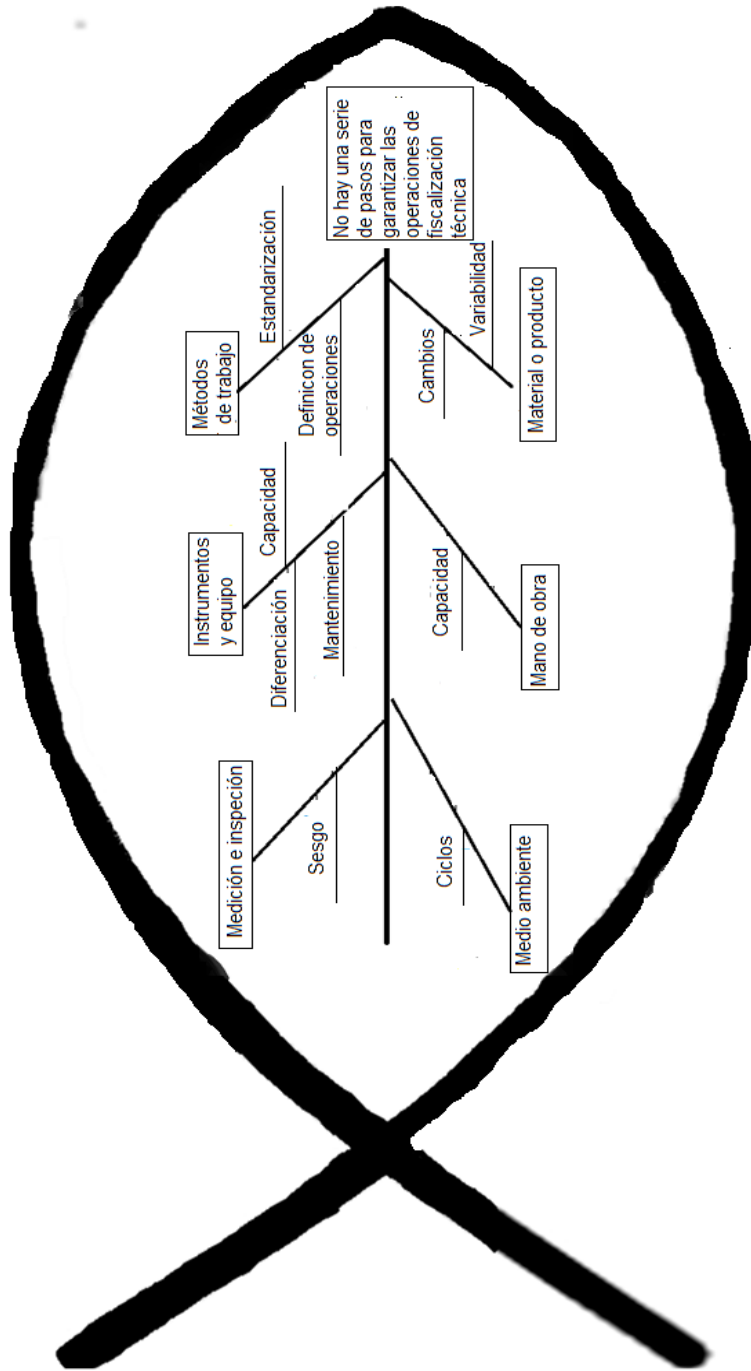 Medición e inspeción
Sesgo
Instrumentos
y equipo
Capacidad
Diferenciación
Mantenimiento
Métodos
de trabajo
Estandarización
Definicon de
operaciones
No hay una serie
de pasos para
garantizar las
operaciones de
fiscalización
técnica
Medio ambiente
Ciclos
Mano de obra
Capacidad
Material o producto
Cambios
Variabilidad